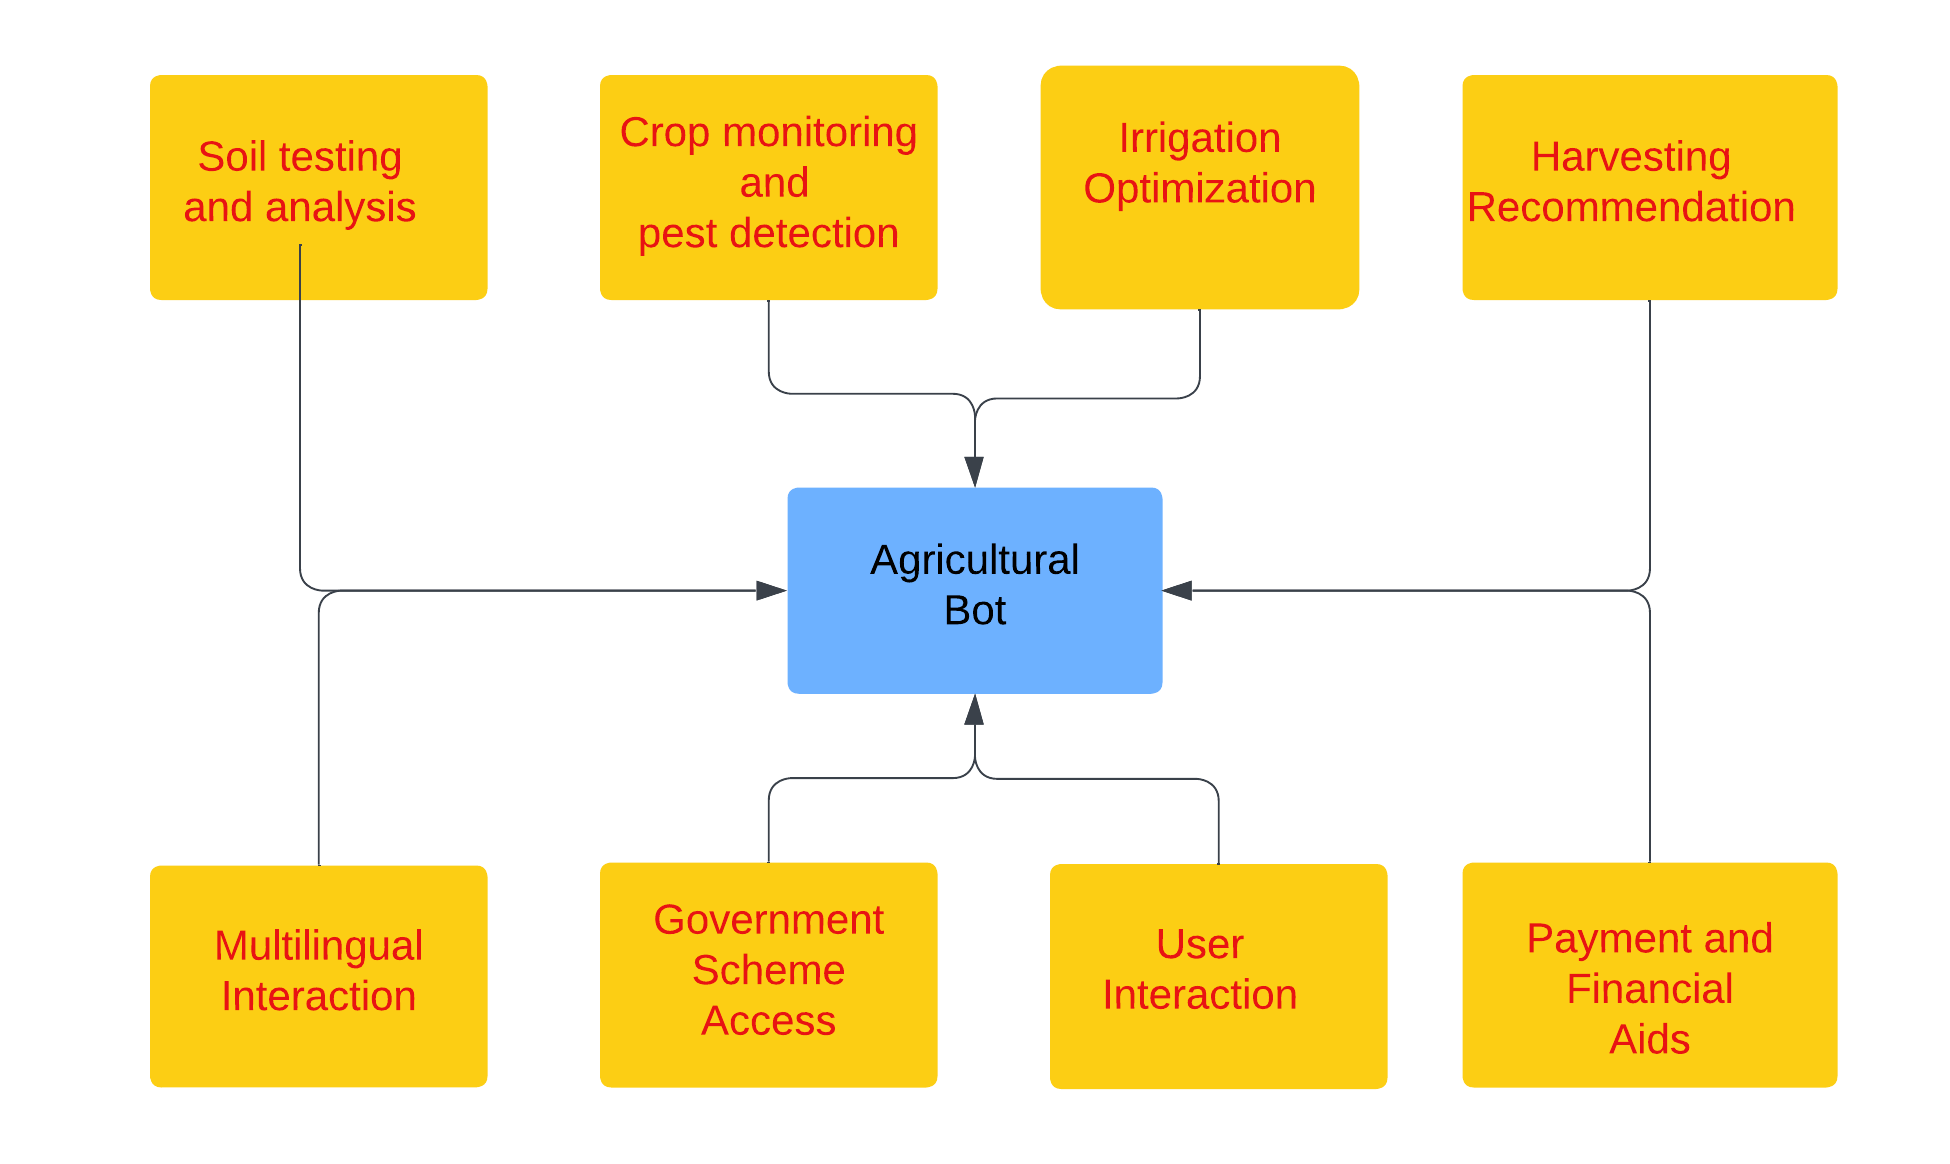 Soil testing
and analysis
Crop monitoring
and
pest detection
Irrigation
Optimization
Harvesting
Recommendation
Agricultural
Bot
Multilingual
Interaction
Government
Scheme
Access
User
Interaction
Payment and
Financial
Aids